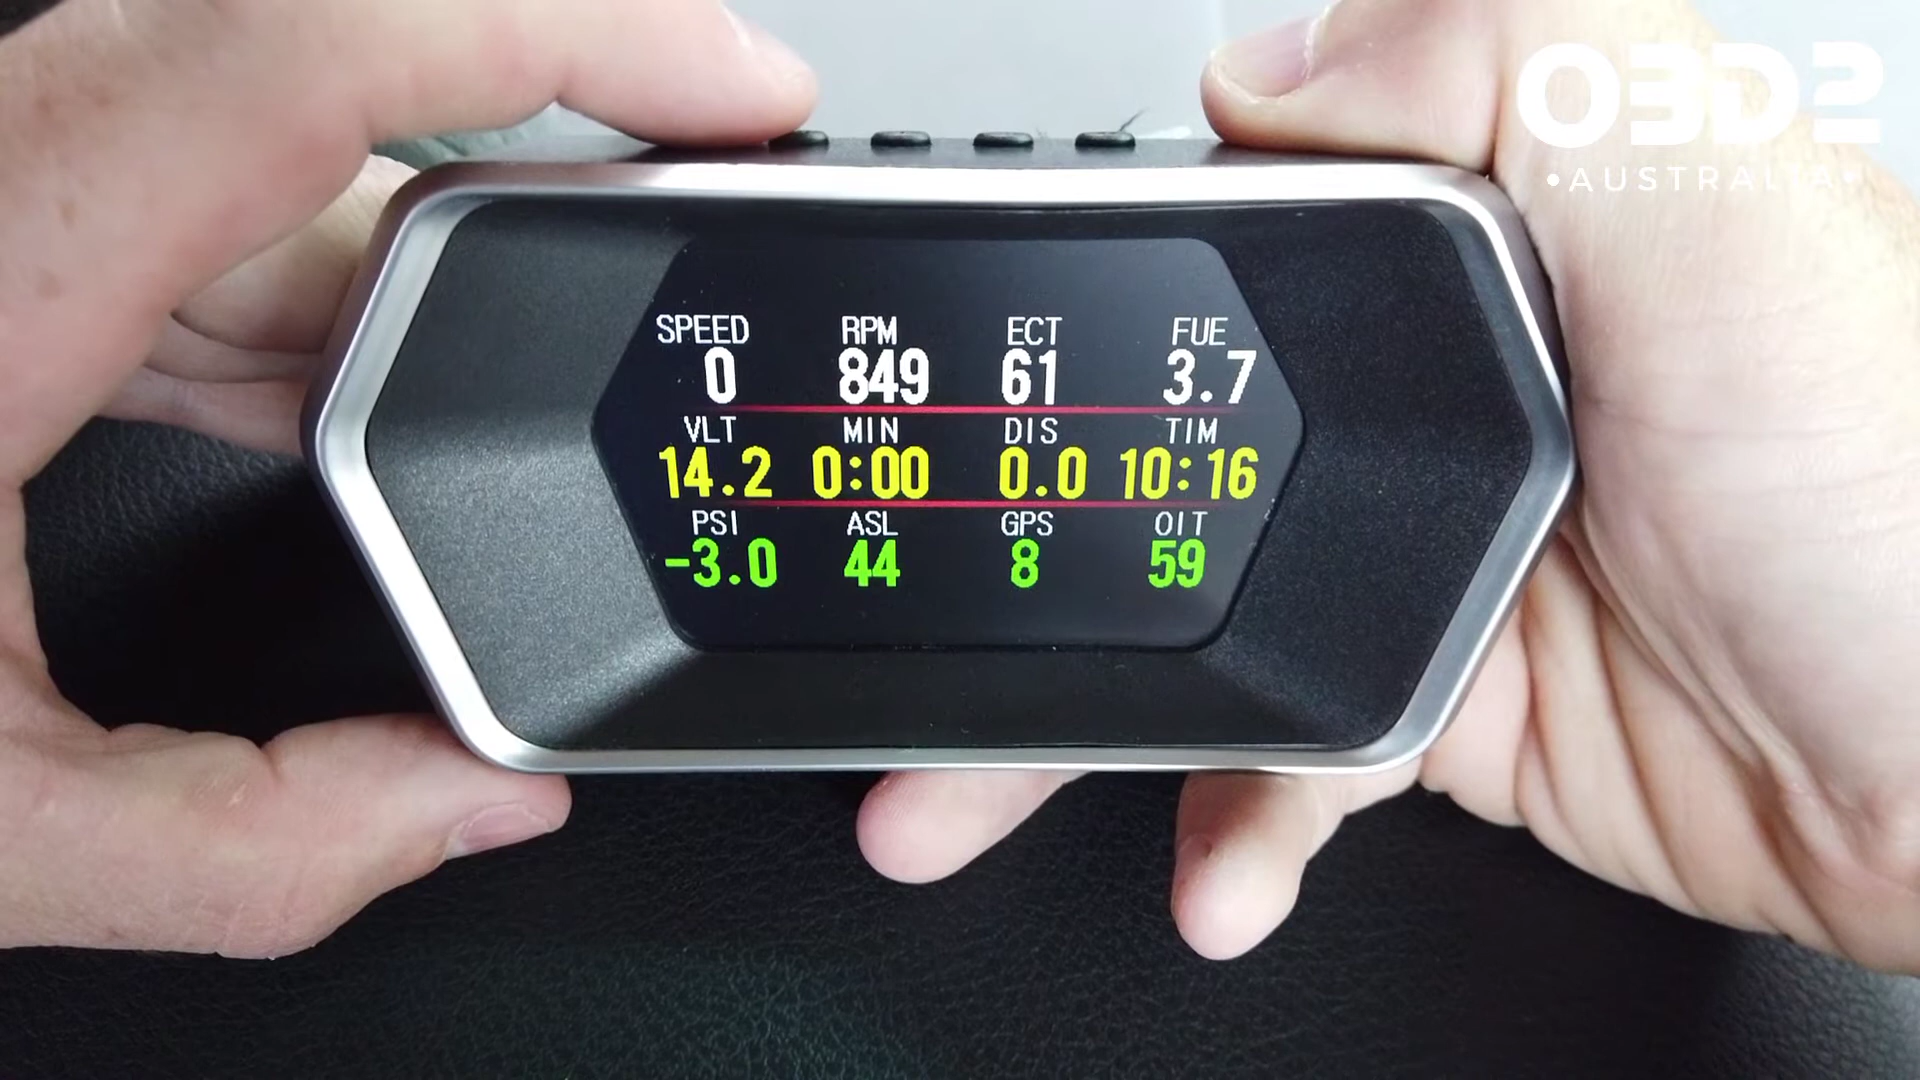 OBD2
•AUSTRALIA•
SPEED RPM ECT FUE
0 849 61 3.7
VLT MIN DIS TIM
14.2 0:00 0.0 10:16
PSI ASL GPS OIT
-3.0 44 8 59